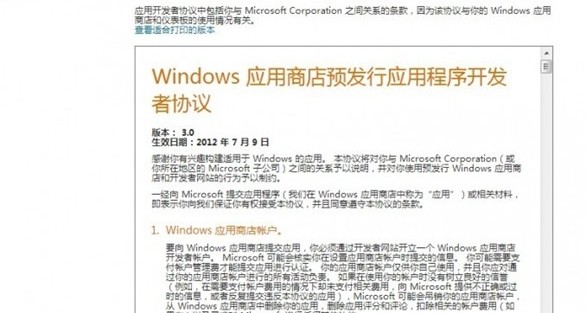 应用开发者协议中包括你与 Microsoft Corporation 之间关系的条款，因为该协议与你的 Windows 应用
商店和仪表板的使用情况有关。
查看适合打印的版本
Windows 应用商店预发行应用程序开发
者协议
版本： 3.0
生效日期：2012 年 7 月 9 日
感谢你有兴趣构建适用于 Windows 的应用。 本协议将对你与 Microsoft Corporation（或
你所在地区的 Microsoft 子公司）之间的关系予以说明，并对你使用预发行 Windows 应用
商店和开发者网站的行为予以制约。
一经向 Microsoft 提交应用程序（我们在 Windows 应用商店中称为“应用”）或相关材料，
即表示你向我们保证你有权接受本协议，并且同意遵守本协议的条款。
1. Windows 应用商店帐户。
要向 Windows 应用商店提交应用，你必须通过开发者网站开立一个 Windows 应用商店
开发者帐户。 Microsoft 可能会核实你在设置应用商店帐户时提交的信息。 你可能需要支
付帐户管理费才能提交应用进行认证。 你的应用商店帐户仅供你自己使用，并且你应对通
过你的应用商店帐户进行的所有活动负责。 如果在使用你的帐户时没有树立良好的信誉
（例如，在需要支付帐户费用的情况下却未支付相关费用，向 Microsoft 提供不正确或过
时的信息，或者反复提交违反本协议的应用），Microsoft 可能会吊销你的应用商店帐户，
从 Windows 应用商店中删除你的应用，删除应用评分和评论，扣除相关的帐户费用（如